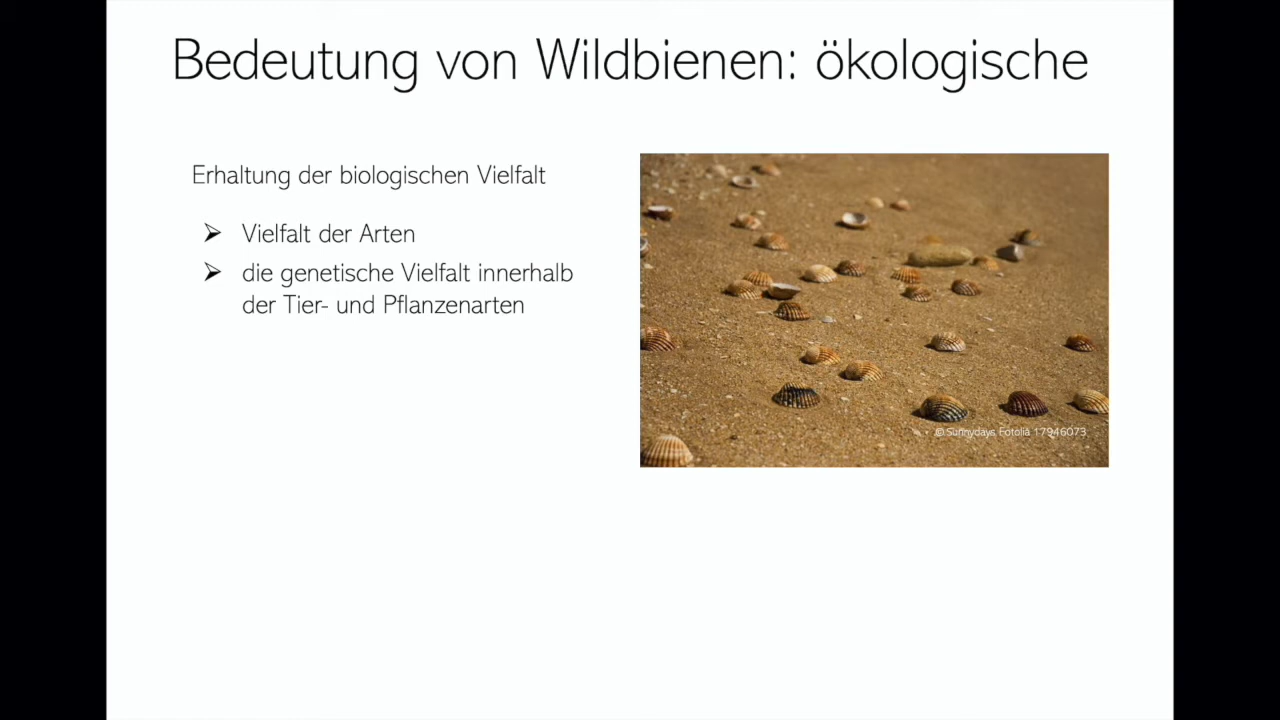 Bedeutung von Wildbienen: ökologische
Erhaltung der biologischen Vielfalt
➢ Vielfalt der Arten
➢ die genetische Vielfalt innerhalb
der Tier- und Pflanzenarten
© Sunnydays Fotolia 17946073